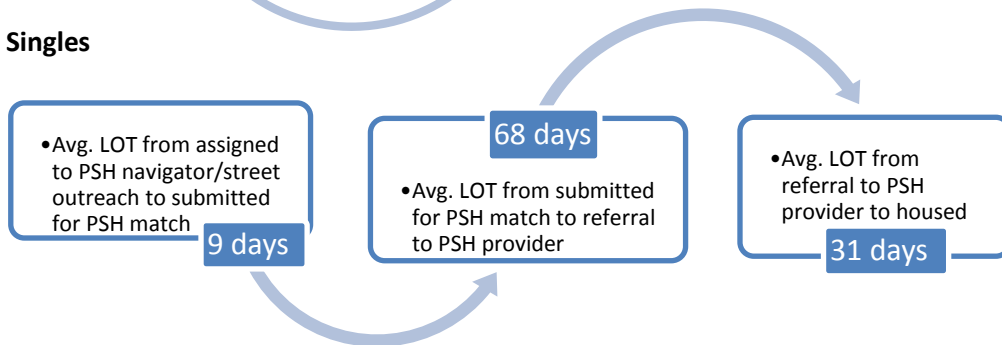 Singles
•Avg. LOT from assigned
to PSH navigator/street
outreach to submitted
for PSH match
9 days
68 days
•Avg. LOT from submitted
for PSH match to referral
to PSH provider
•Avg. LOT from
referral to PSH
provider to housed
31 days